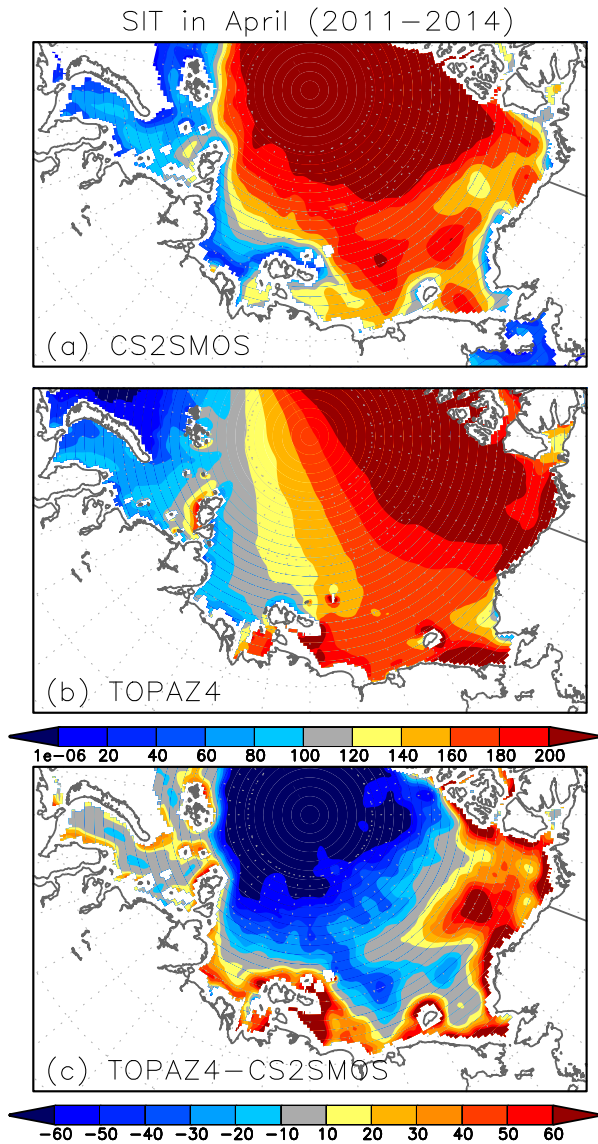 SIT in April (2011−2014)
(a) CS2SMOS
(b) TOPAZ4
1e−06 20 40 60 80 100 120 140 160 180 200
(c) TOPAZ4−CS2SMOS
−60 −50 −40 −30 −20 −10 10 20 30 40 50 60